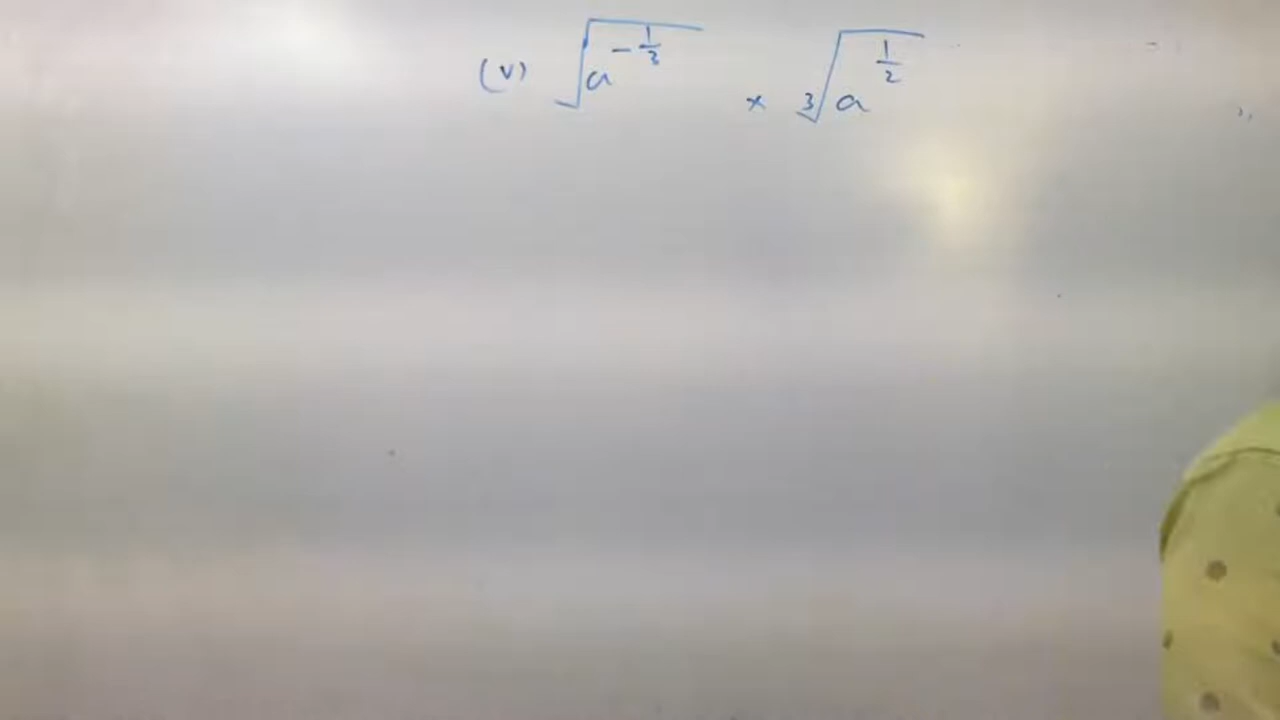 (v) √(a^(-1/3)) × ∛(a^(1/2))